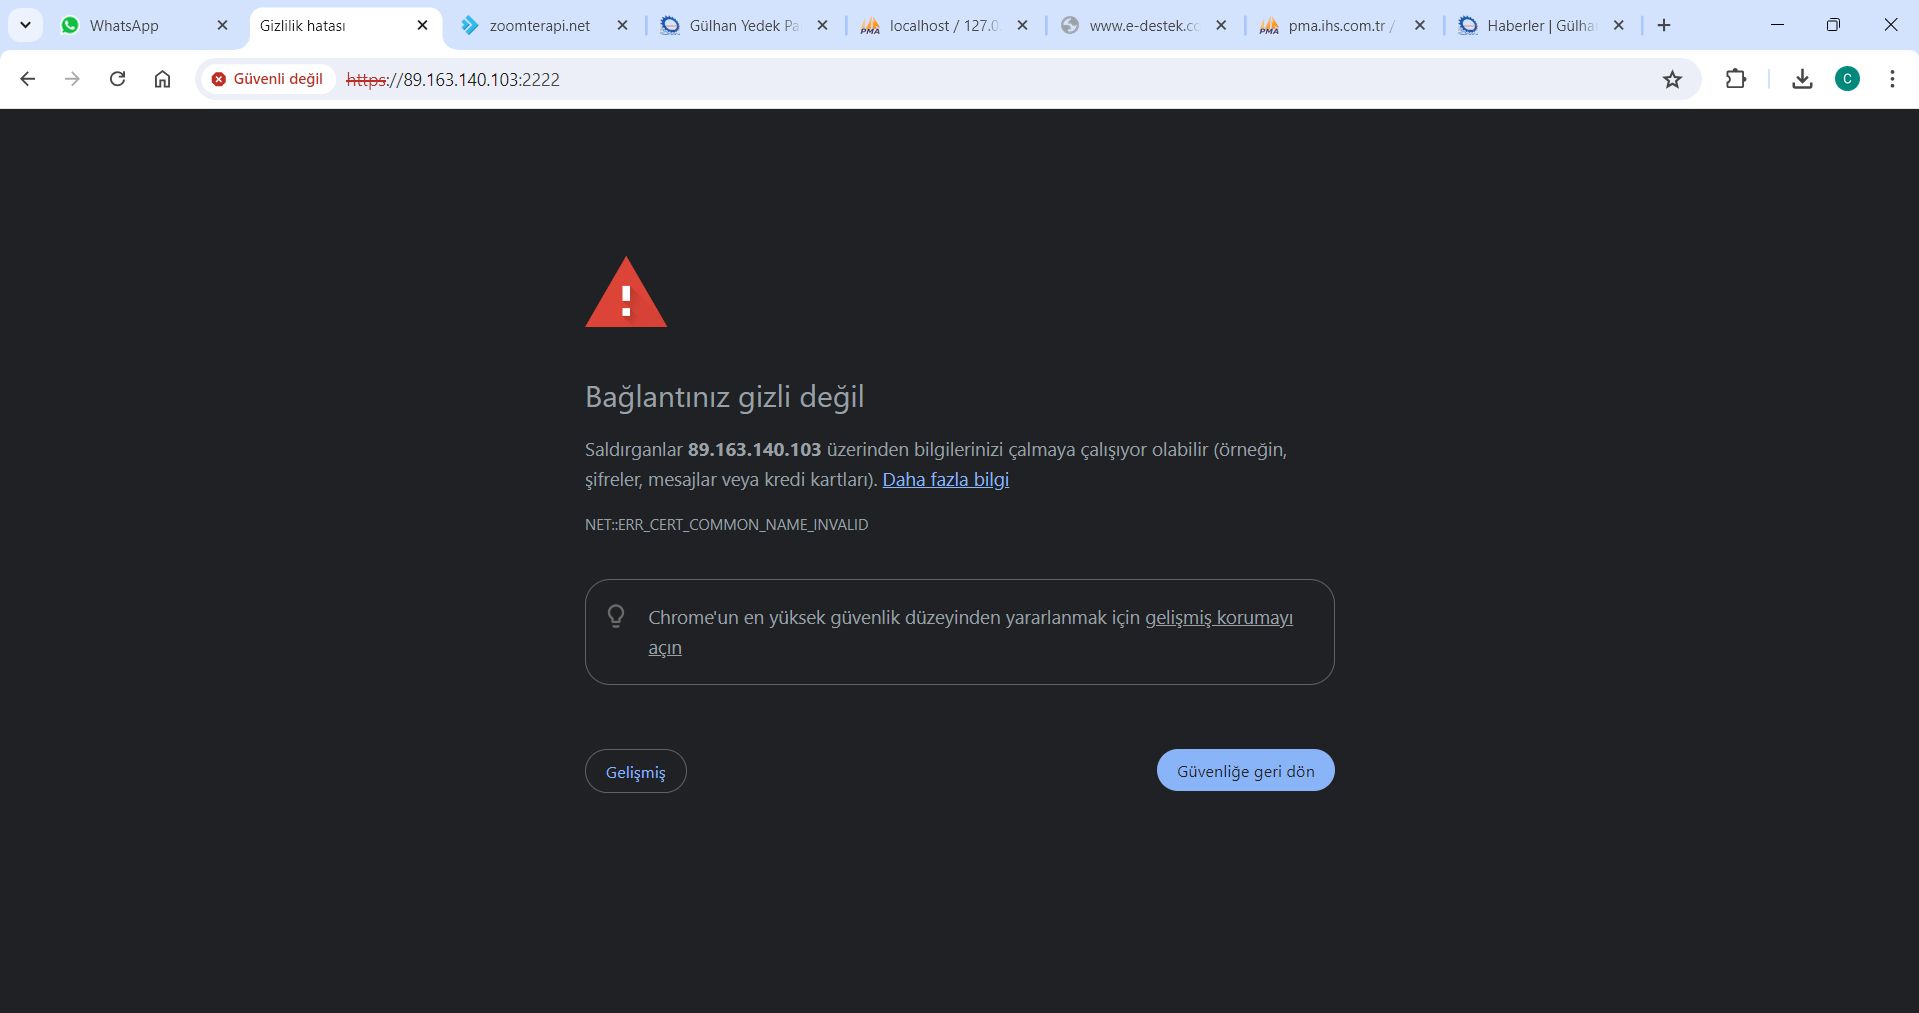 WhatsApp
Gizlilik hatası
zoomterapi.net
Gülhan Yedek Pa
localhost / 127.0.
www.e-destek.co
pma.ihs.com.tr /
Haberler | Gülha
Güvenli değil
https://89.163.140.103:2222
C
Bağlantınız gizli değil
Saldırganlar 89.163.140.103 üzerinden bilgilerinizi çalmaya çalışıyor olabilir (örneğin,
şifreler, mesajlar veya kredi kartları). Daha fazla bilgi
NET::ERR_CERT_COMMON_NAME_INVALID
Chrome'un en yüksek güvenlik düzeyinden yararlanmak için gelişmiş korumayı
açın
Gelişmiş
Güvenliğe geri dön